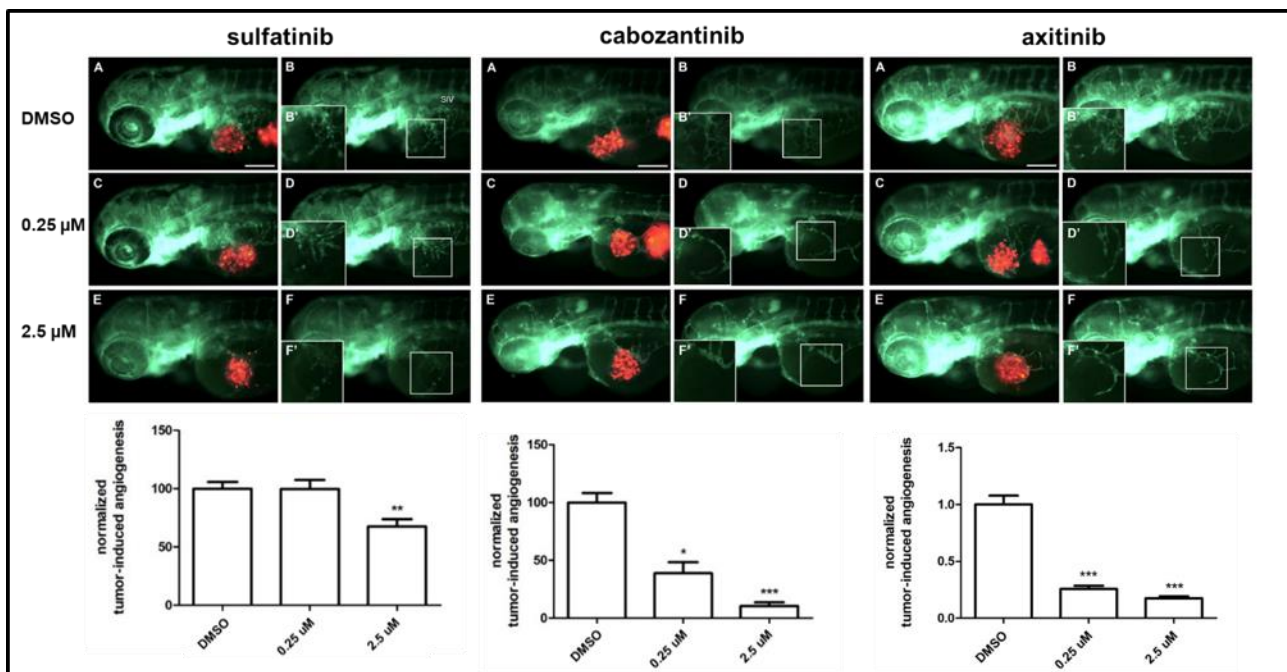 sulfatinib
cabozantinib
axitinib
DMSO
A
B
SIV
B'
A
B
B'
A
B
B'
0.25 µM
C
D
D'
C
D
D'
C
D
D'
2.5 µM
E
F
F'
E
F
F'
E
F
F'
normalized
tumor-induced angiogenesis
150
100
50
0
**
DMSO
0.25 uM
2.5 uM
normalized
tumor-induced angiogenesis
150
100
50
0
*
***
DMSO
0.25 uM
2.5 uM
normalized
tumor-induced angiogenesis
1.5
1.0
0.5
0.0
***
***
DMSO
0.25 uM
2.5 uM